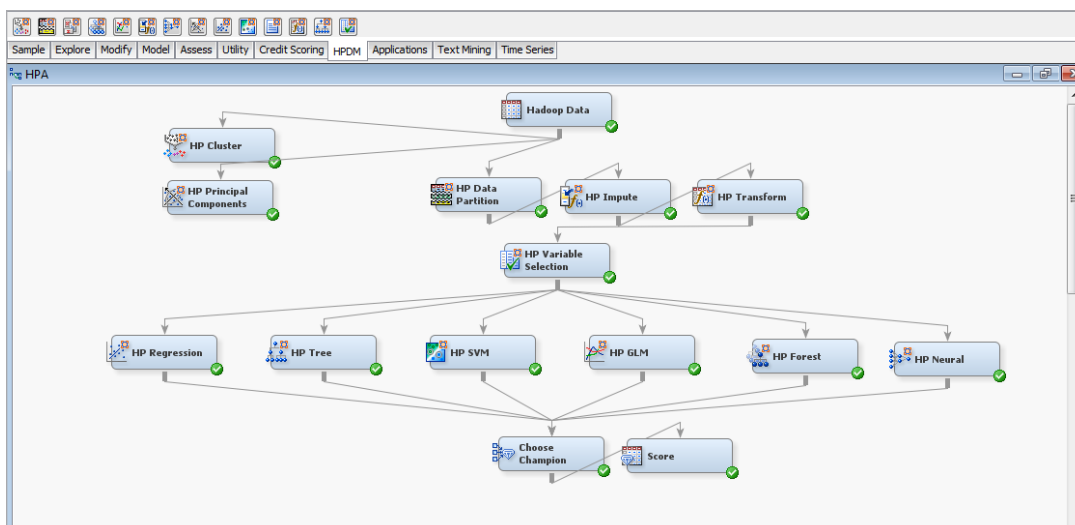 Sample Explore Modify Model Assess Utility Credit Scoring HPDM Applications Text Mining Time Series
HPA
Hadoop Data
HP Cluster
HP Principal
Components
HP Data
Partition
HP Impute
HP Transform
HP Variable
Selection
HP Regression
HP Tree
HP SVM
HP GLM
HP Forest
HP Neural
Choose
Champion
Score